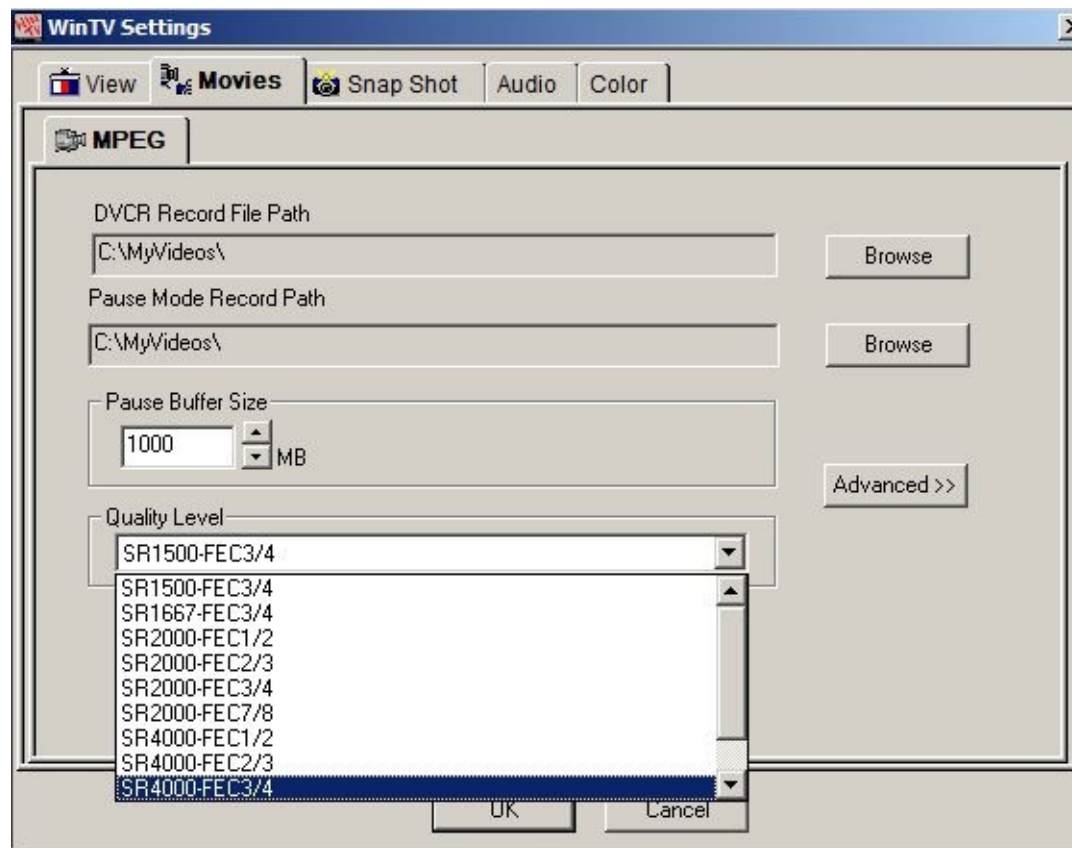 WinTV Settings
View Movies Snap Shot Audio Color
MPEG
DVCR Record File Path
C:\MyVideos\
Browse
Pause Mode Record Path
C:\MyVideos\
Browse
Pause Buffer Size
1000 MB
Advanced >>
Quality Level
SR1500-FEC3/4
SR1500-FEC3/4
SR1667-FEC3/4
SR2000-FEC1/2
SR2000-FEC2/3
SR2000-FEC3/4
SR2000-FEC7/8
SR4000-FEC1/2
SR4000-FEC2/3
SR4000-FEC3/4
OK Cancel